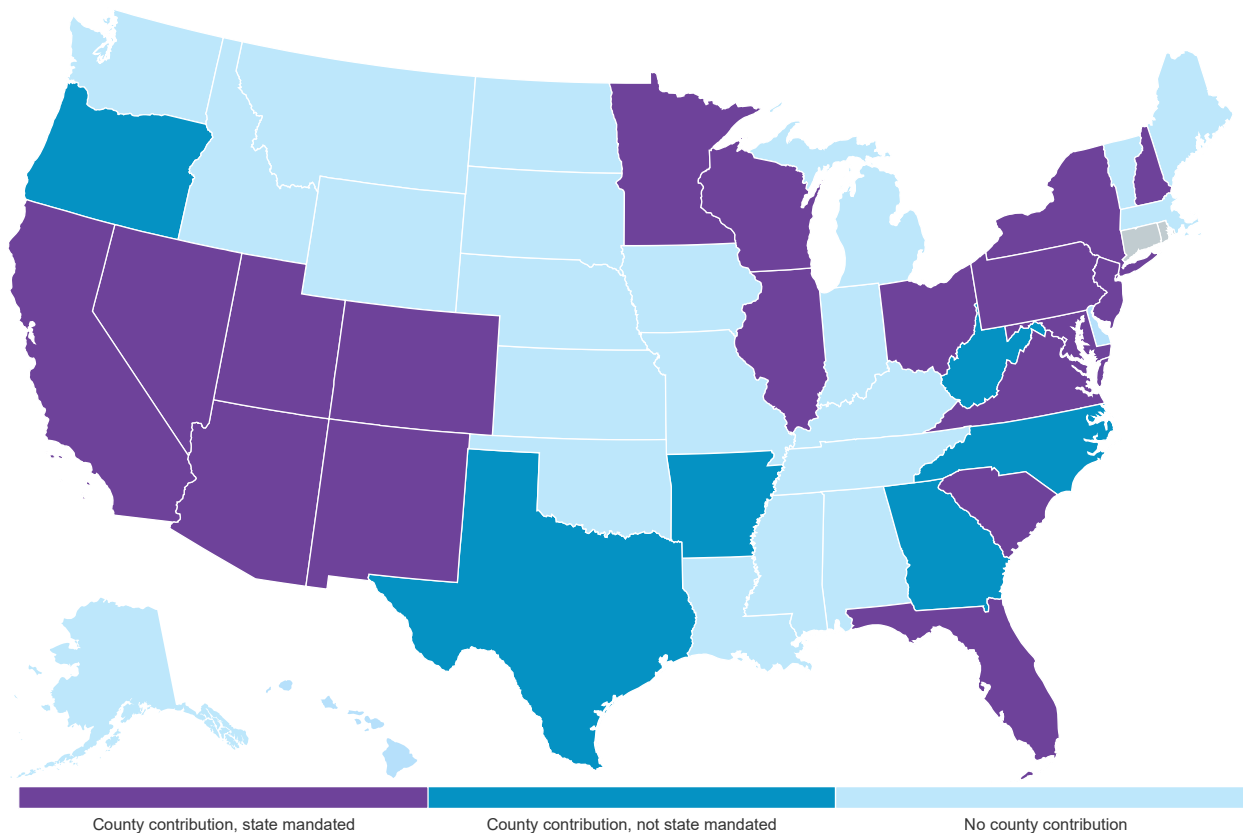 County contribution, state mandated
County contribution, not state mandated
No county contribution